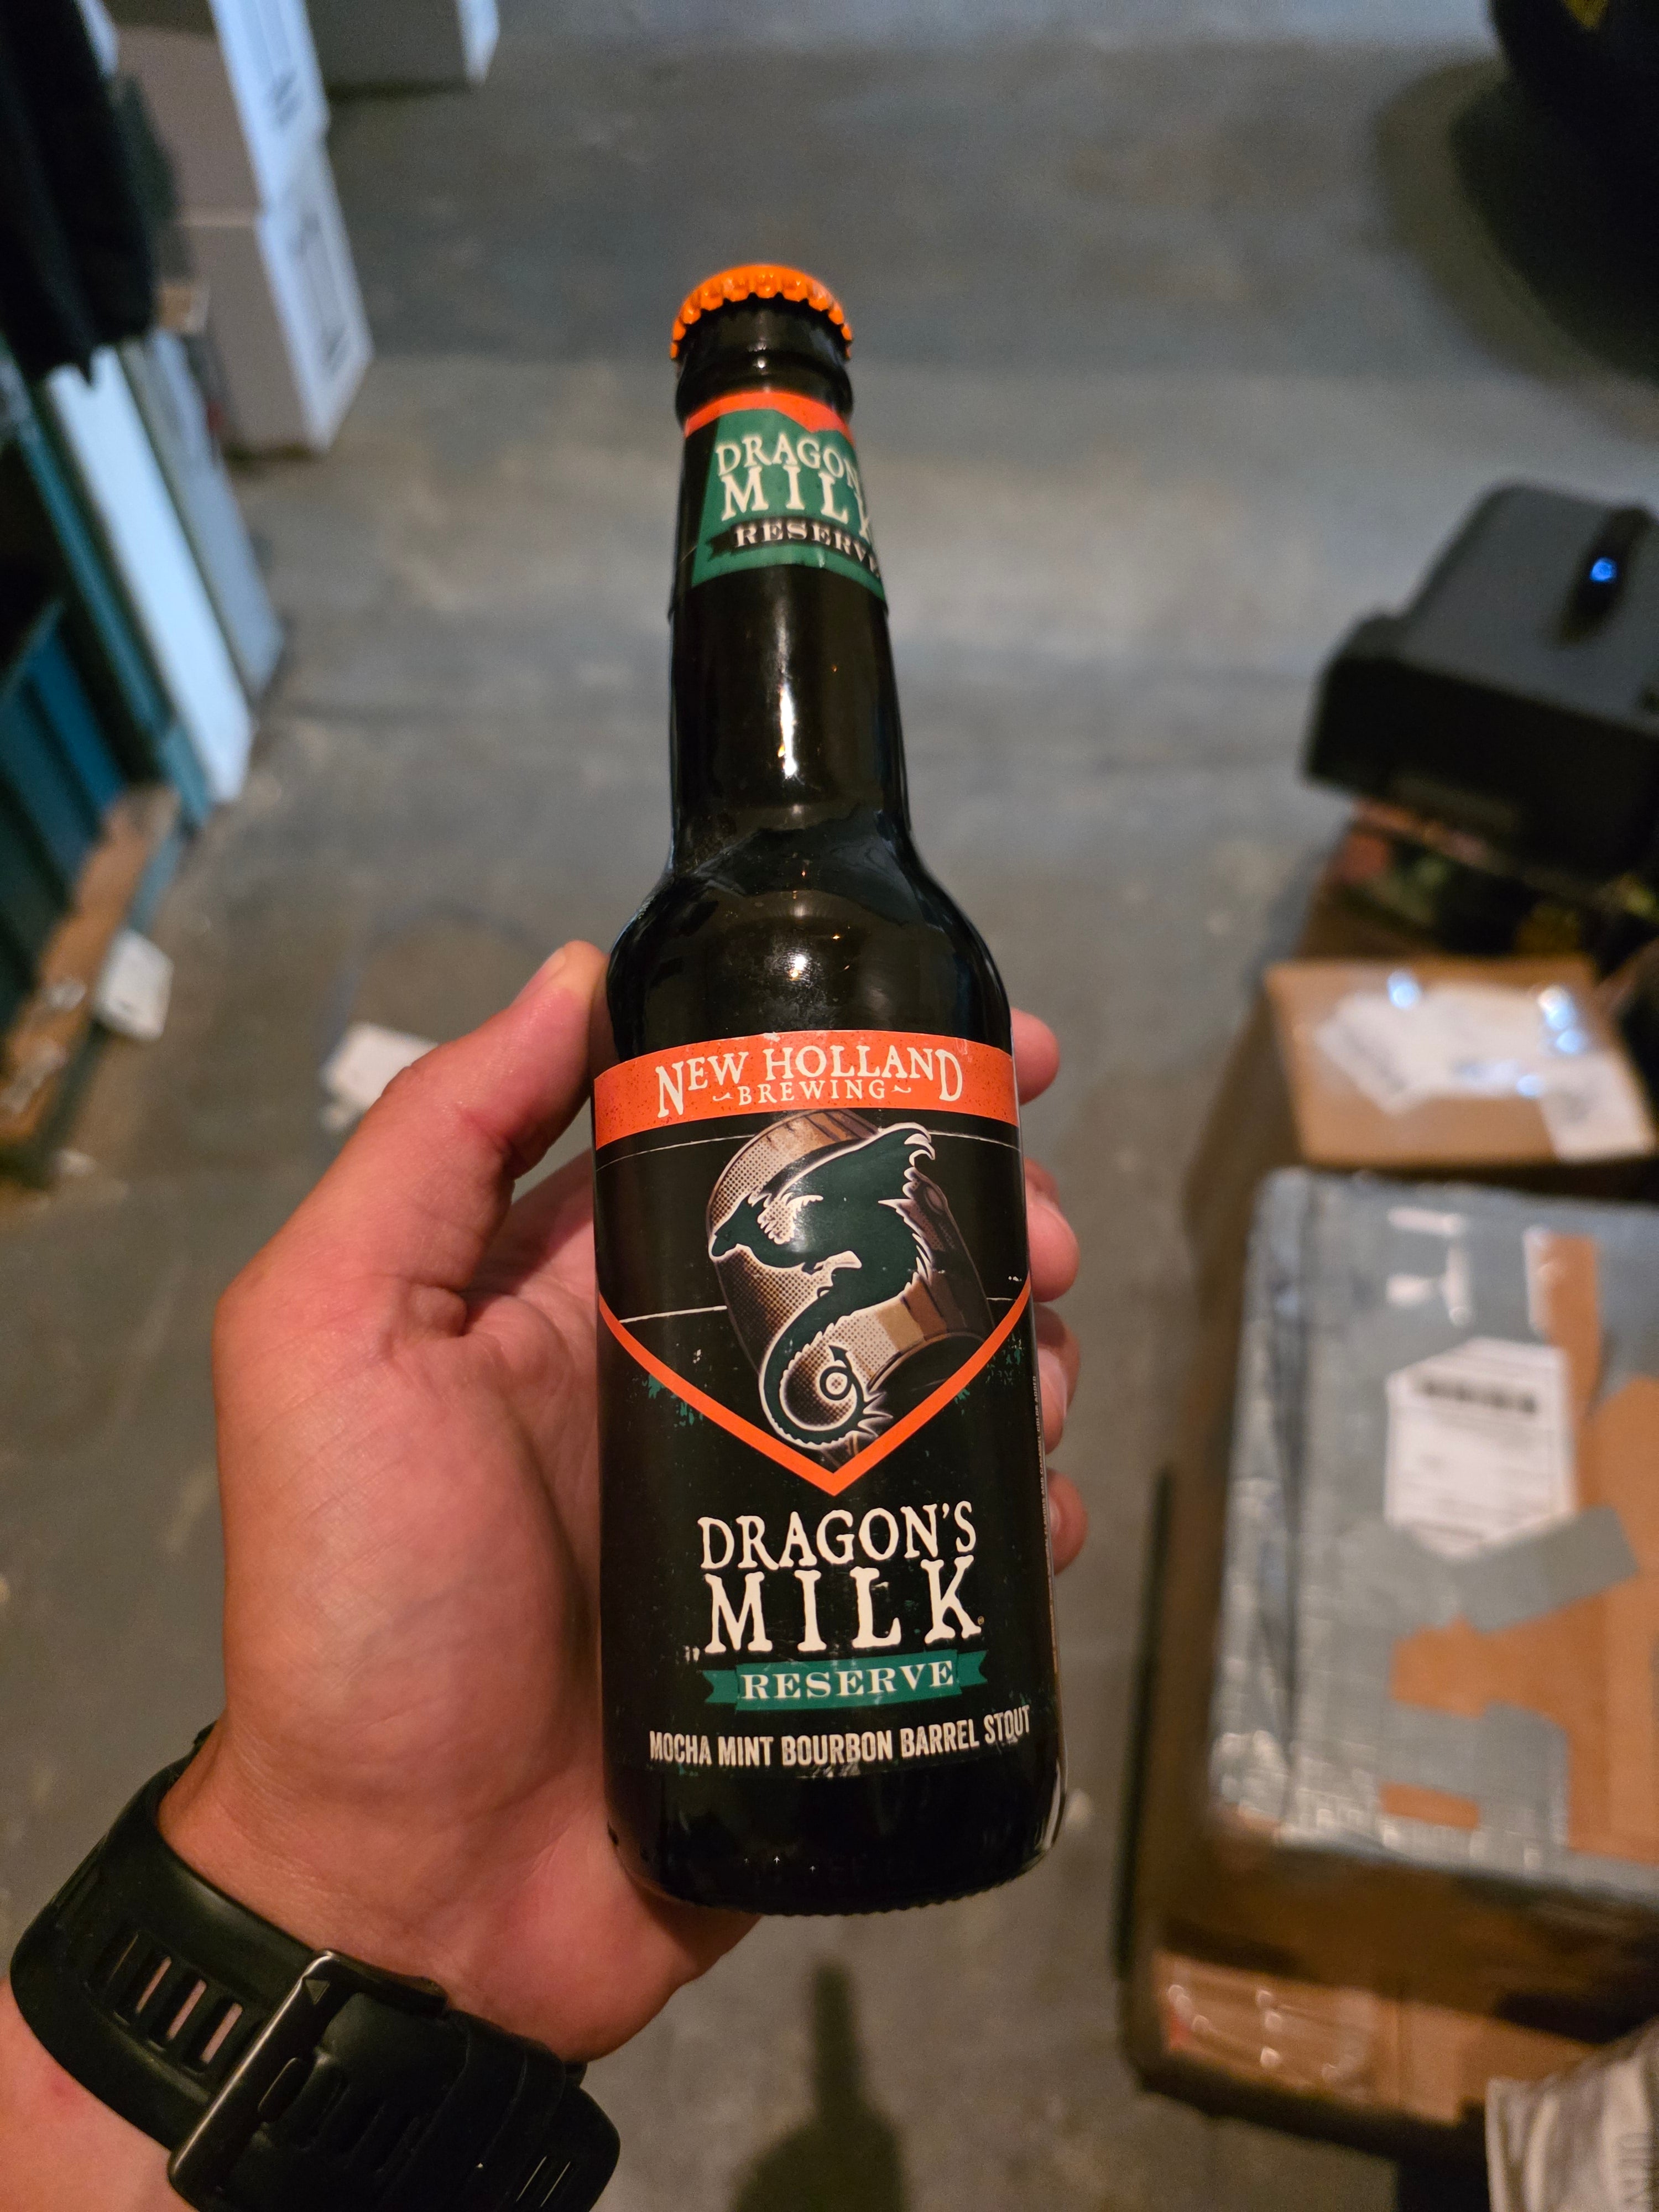 DRAGON
MILK
RESERVE
NEW HOLLAND
~BREWING~
DRAGON'S
MILK
RESERVE
MOCHA MINT BOURBON BARREL STOUT